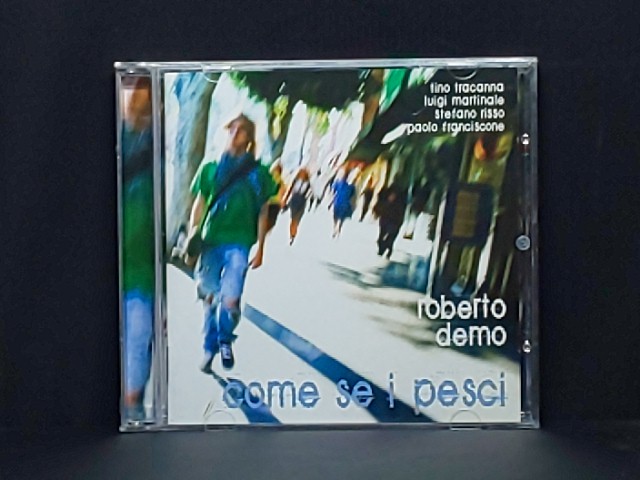 tino tracanna
luigi martinale
stefano risso
paolo franciscone
roberto
demo
come se i pesci